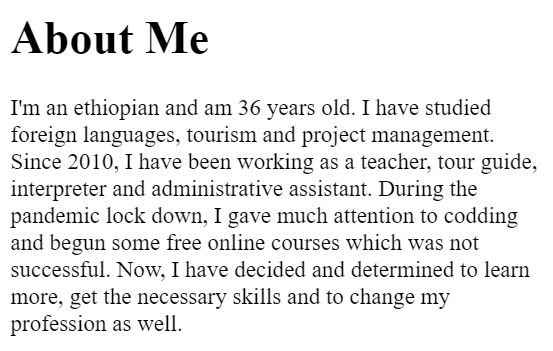 About Me
I'm an ethiopian and am 36 years old. I have studied
foreign languages, tourism and project management.
Since 2010, I have been working as a teacher, tour guide,
interpreter and administrative assistant. During the
pandemic lock down, I gave much attention to codding
and begun some free online courses which was not
successful. Now, I have decided and determined to learn
more, get the necessary skills and to change my
profession as well.